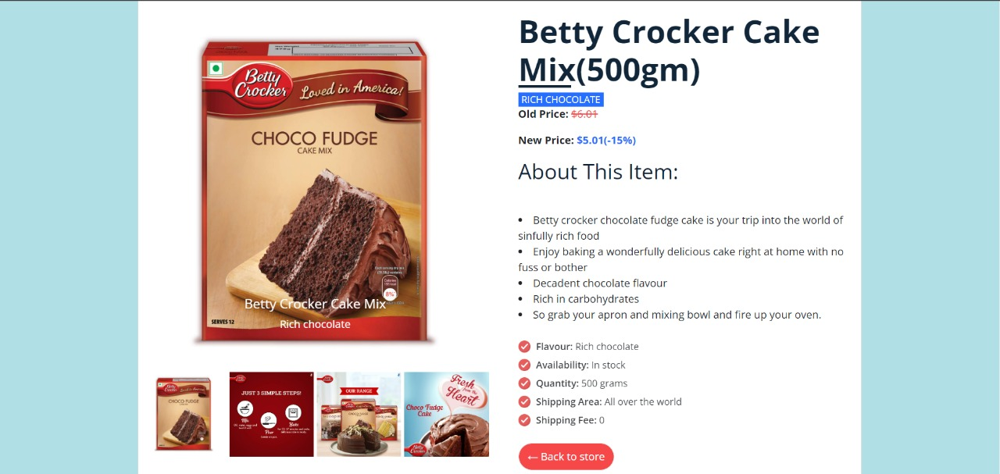 Betty
Crocker
Loved in America!
CHOCO FUDGE
CAKE MIX
8%
Betty Crocker Cake Mix
SERVES 12
Rich chocolate
JUST 3 SIMPLE STEPS!
Mix
Pour
Bake
OUR RANGE
Fresh
from the
Heart
Choco Fudge
Cake
Betty
Crocker
Betty Crocker Cake
Mix(500gm)
RICH CHOCOLATE
Old Price: $6.01
New Price: $5.01(-15%)
About This Item:
• Betty crocker chocolate fudge cake is your trip into the world of
sinfully rich food
• Enjoy baking a wonderfully delicious cake right at home with no
fuss or bother
• Decadent chocolate flavour
• Rich in carbohydrates
• So grab your apron and mixing bowl and fire up your oven.
Flavour: Rich chocolate
Availability: In stock
Quantity: 500 grams
Shipping Area: All over the world
Shipping Fee: 0
← Back to store